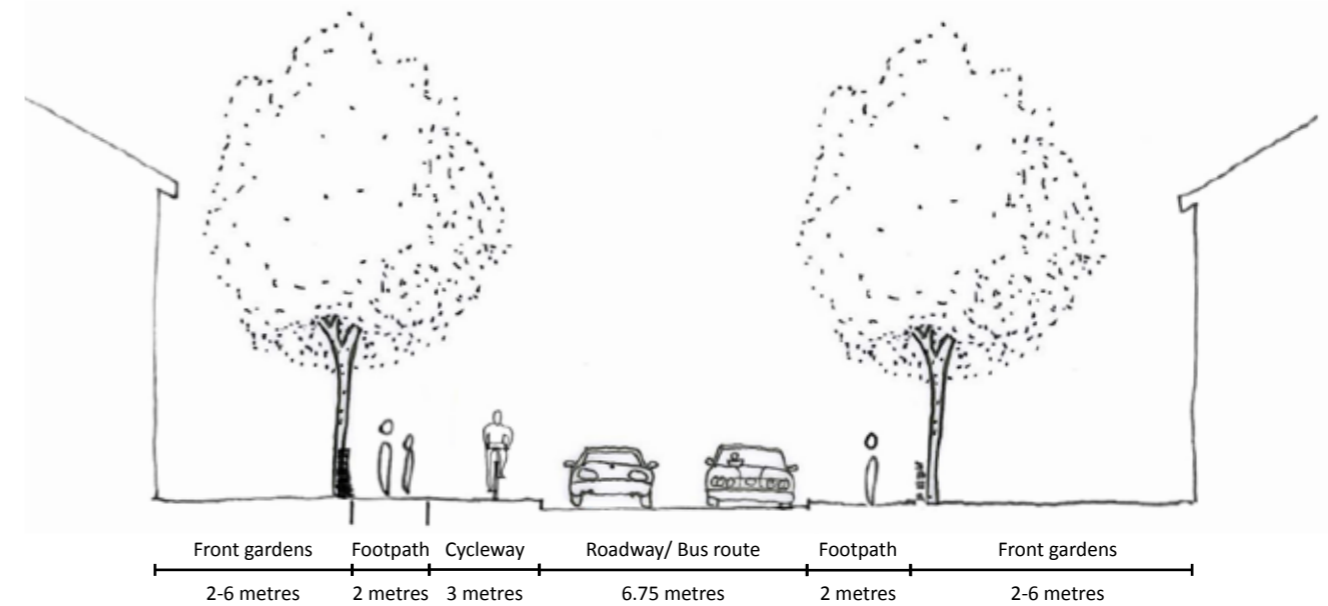 Front gardens Footpath Cycleway Roadway/ Bus route Footpath Front gardens
2-6 metres 2 metres 3 metres 6.75 metres 2 metres 2-6 metres